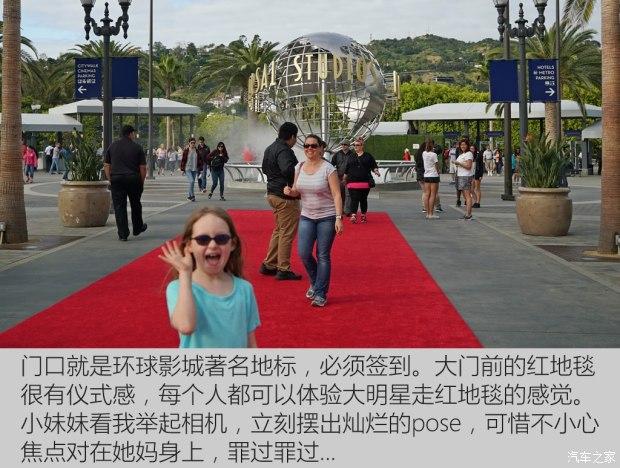 CITYWALK
CINEMAS
PARKING
HOTELS
METRO
PARKING
SAL STUDIOS
门口就是环球影城著名地标，必须签到。大门前的红地毯
很有仪式感，每个人都可以体验大明星走红地毯的感觉。
小妹妹看我举起相机，立刻摆出灿烂的pose，可惜不小心
焦点对在她妈身上，罪过罪过...
汽车之家